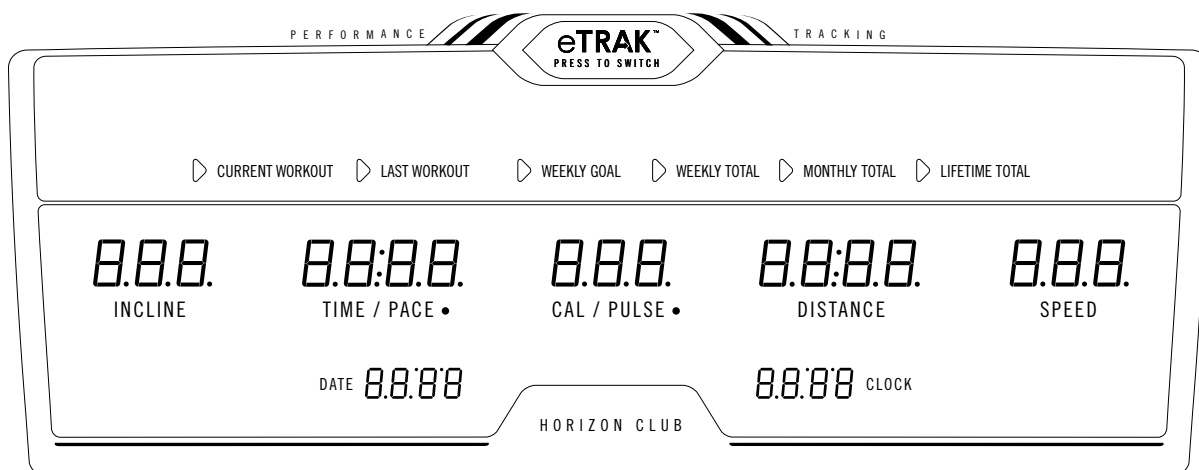 PERFORMANCE eTRAK™ TRACKING
PRESS TO SWITCH
CURRENT WORKOUT LAST WORKOUT WEEKLY GOAL WEEKLY TOTAL MONTHLY TOTAL LIFETIME TOTAL
8.8.8. 8.8:8.8. 8.8.8. 8.8:8.8. 8.8.8.
INCLINE TIME / PACE • CAL / PULSE • DISTANCE SPEED
DATE 8.8.'8'8 8.8.'8'8 CLOCK
HORIZON CLUB